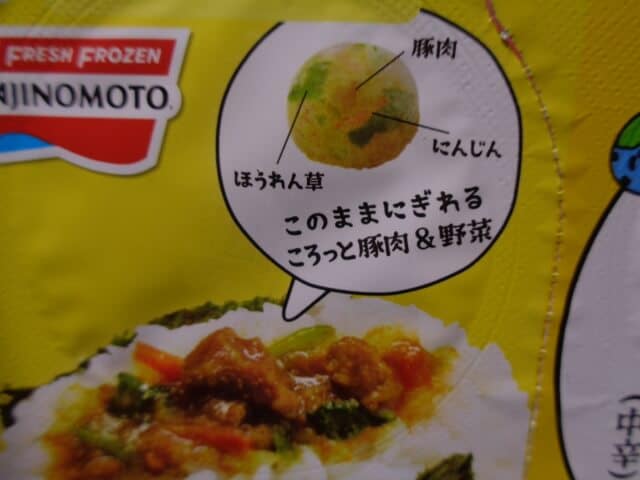 FRESH FROZEN
AJINOMOTO
豚肉
にんじん
ほうれん草
このままにぎれる
ころっと豚肉&野菜